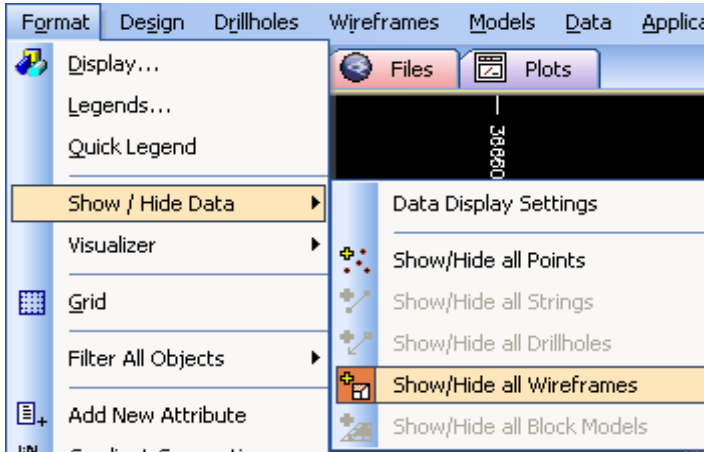 Format Design Drillholes Wireframes Models Data Applica
Display...
Files Plots
Legends...
Quick Legend
Show / Hide Data
Data Display Settings
Visualizer
Show/Hide all Points
Grid
Show/Hide all Strings
Filter All Objects
Show/Hide all Drillholes
Show/Hide all Wireframes
Add New Attribute
Show/Hide all Block Models